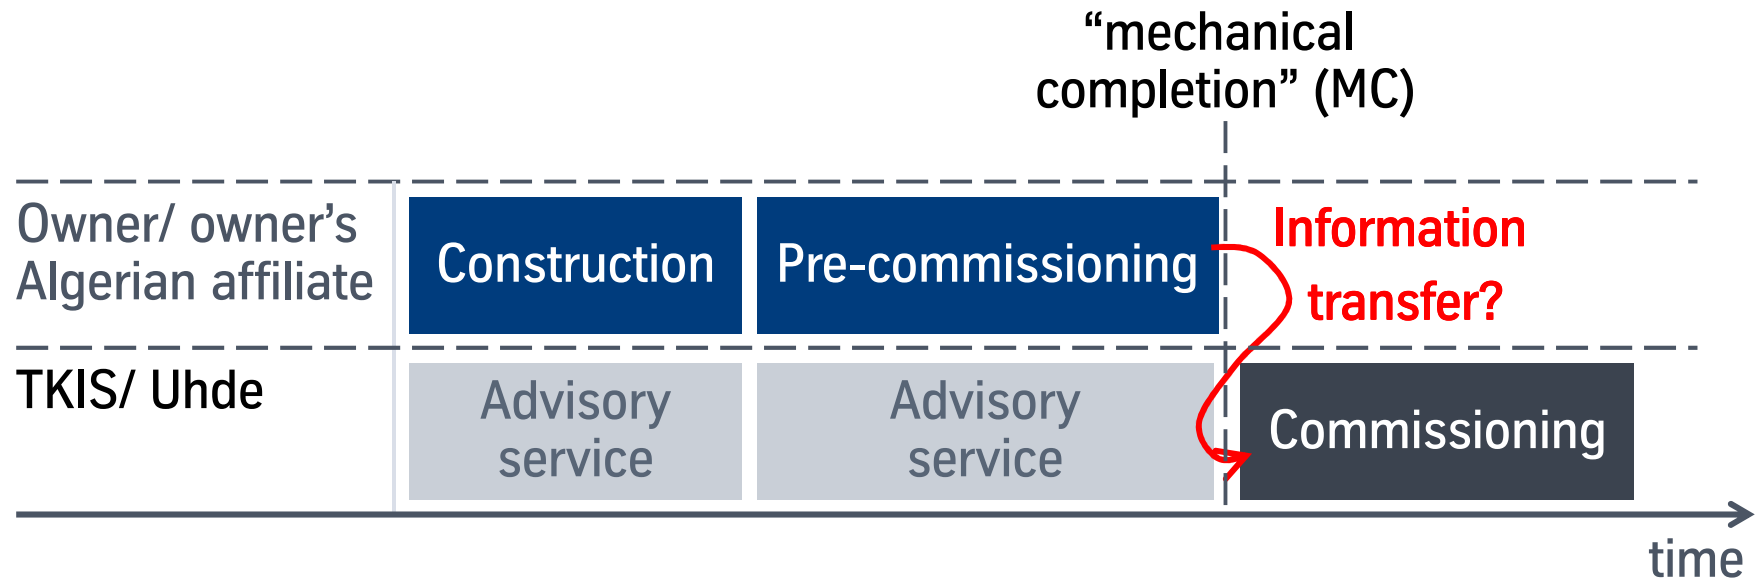 “mechanical
completion” (MC)
Owner/ owner’s
Algerian affiliate
Construction
Pre-commissioning
Information
transfer?
TKIS/ Uhde
Advisory
service
Advisory
service
Commissioning
time